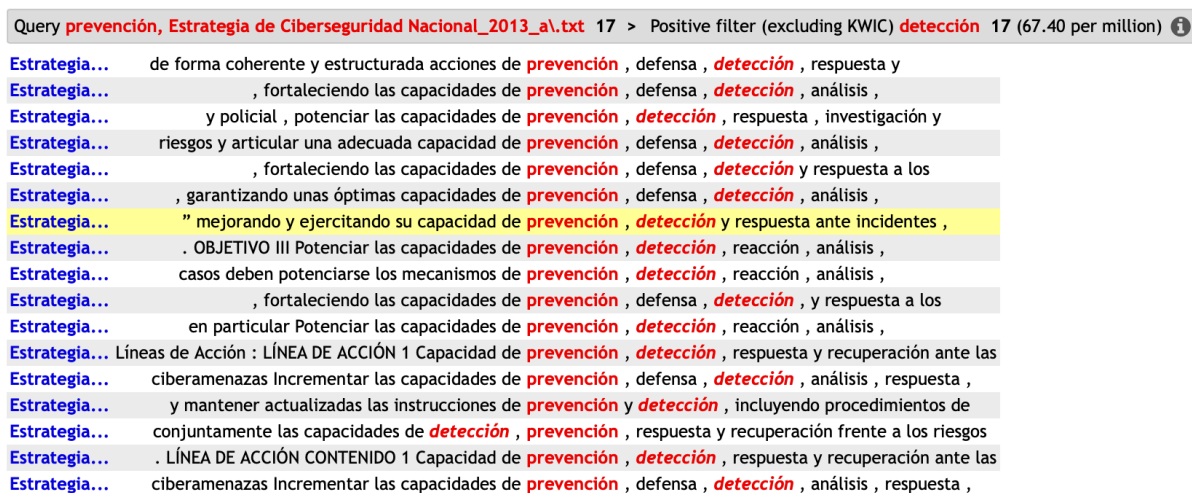 Query prevención, Estrategia de Ciberseguridad Nacional_2013_a\.txt 17 > Positive filter (excluding KWIC) detección 17 (67.40 per million) i
Estrategia... de forma coherente y estructurada acciones de prevención , defensa , detección , respuesta y
Estrategia... , fortaleciendo las capacidades de prevención , defensa , detección , análisis ,
Estrategia... y policial , potenciar las capacidades de prevención , detección , respuesta , investigación y
Estrategia... riesgos y articular una adecuada capacidad de prevención , defensa , detección , análisis ,
Estrategia... , fortaleciendo las capacidades de prevención , defensa , detección y respuesta a los
Estrategia... , garantizando unas óptimas capacidades de prevención , defensa , detección , análisis ,
Estrategia... ” mejorando y ejercitando su capacidad de prevención , detección y respuesta ante incidentes ,
Estrategia... . OBJETIVO III Potenciar las capacidades de prevención , detección , reacción , análisis ,
Estrategia... casos deben potenciarse los mecanismos de prevención , detección , reacción , análisis ,
Estrategia... , fortaleciendo las capacidades de prevención , defensa , detección , y respuesta a los
Estrategia... en particular Potenciar las capacidades de prevención , detección , reacción , análisis ,
Estrategia... Líneas de Acción : LÍNEA DE ACCIÓN 1 Capacidad de prevención , detección , respuesta y recuperación ante las
Estrategia... ciberamenazas Incrementar las capacidades de prevención , defensa , detección , análisis , respuesta ,
Estrategia... y mantener actualizadas las instrucciones de prevención y detección , incluyendo procedimientos de
Estrategia... conjuntamente las capacidades de detección , prevención , respuesta y recuperación frente a los riesgos
Estrategia... . LÍNEA DE ACCIÓN CONTENIDO 1 Capacidad de prevención , detección , respuesta y recuperación ante las
Estrategia... ciberamenazas Incrementar las capacidades de prevención , defensa , detección , análisis , respuesta ,